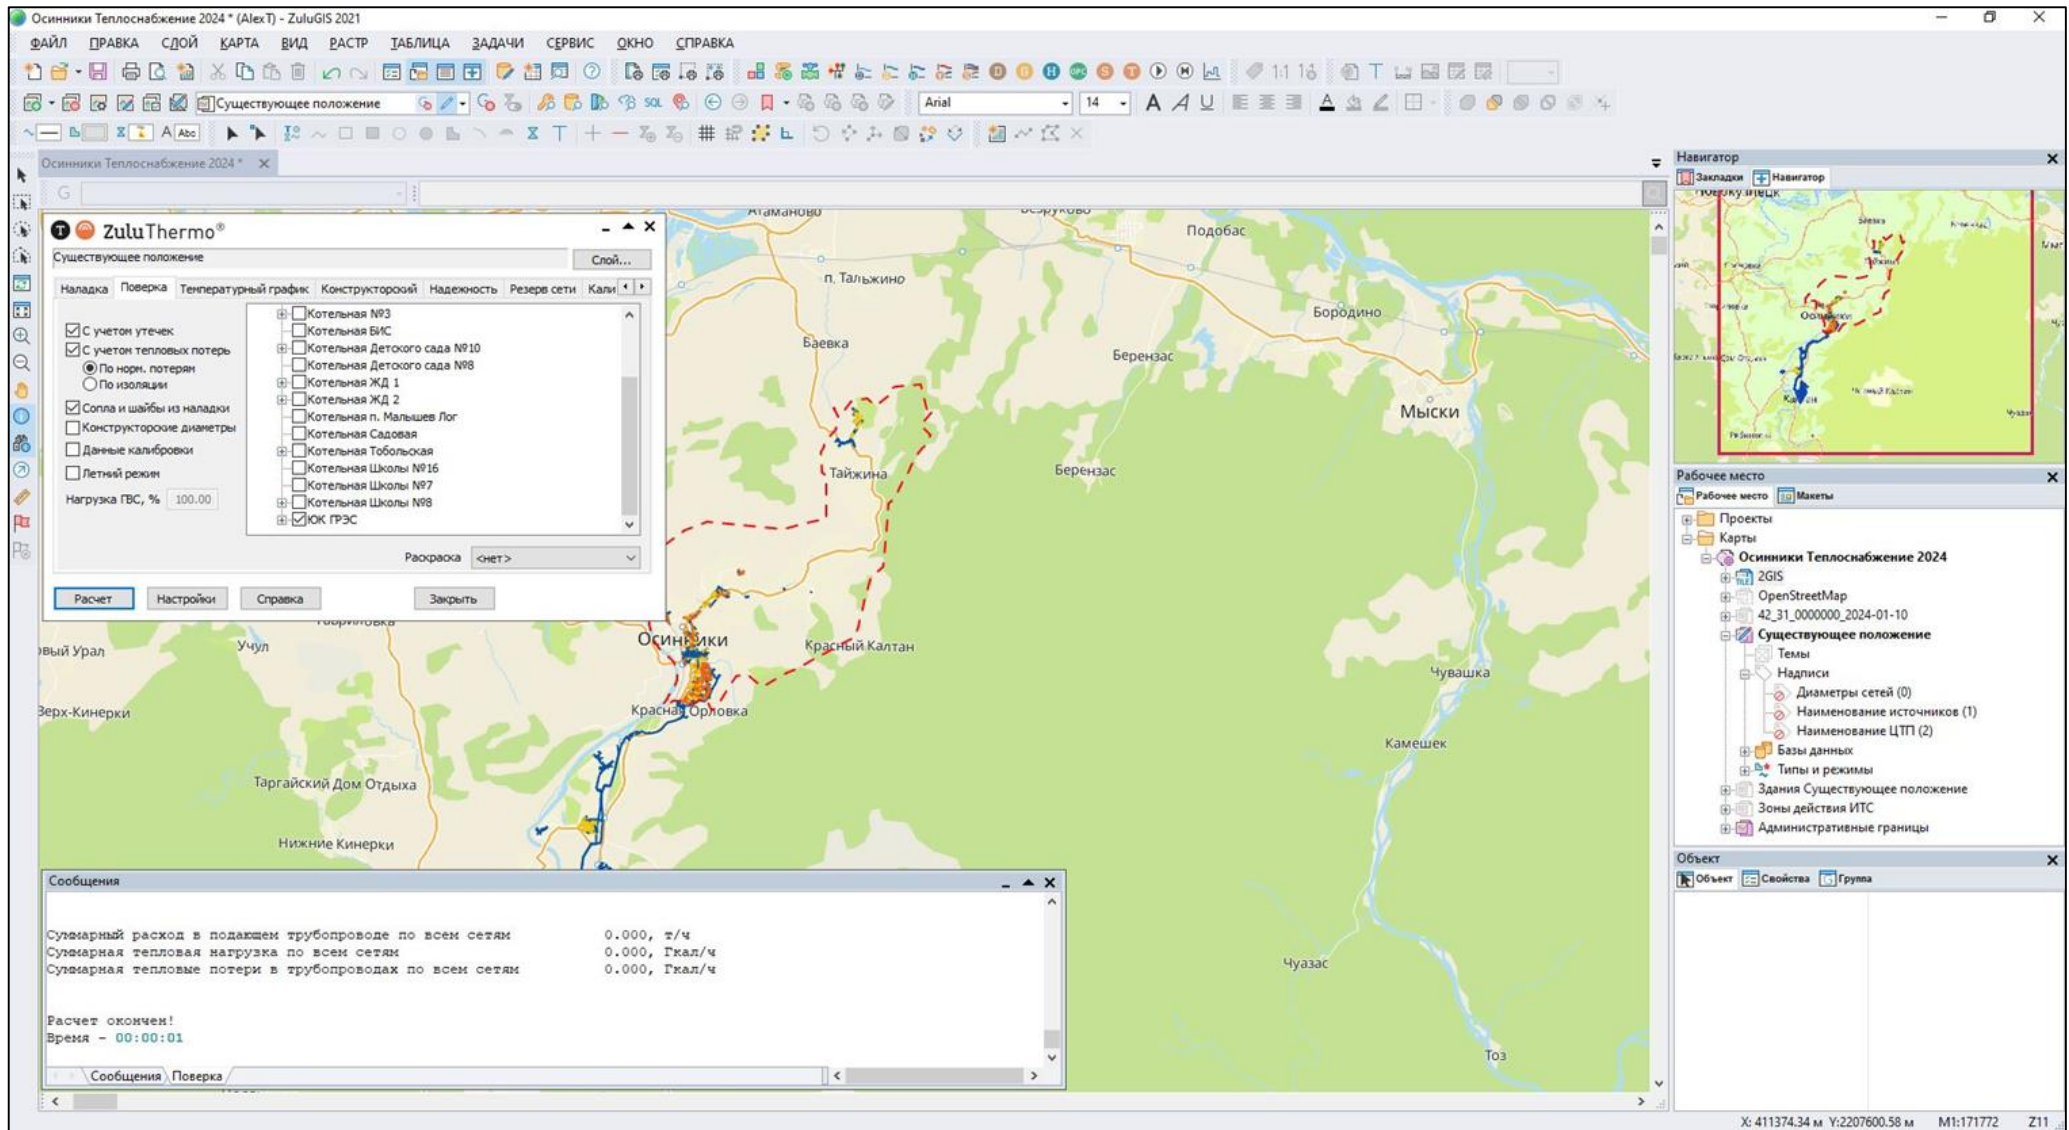 Осинники Теплоснабжение 2024 * (AlexT) - ZuluGIS 2021
ФАЙЛ ПРАВКА СЛОЙ КАРТА ВИД РАСТР ТАБЛИЦА ЗАДАЧИ СЕРВИС ОКНО СПРАВКА
Существующее положение
SQL
Arial
14
Осинники Теплоснабжение 2024 *
ZuluThermo®
Существующее положение
Слой...
Наладка Поверка Температурный график Конструкторский Надежность Резерв сети Кали
С учетом утечек
С учетом тепловых потерь
По норм. потерям
По изоляции
Сопла и шайбы из наладки
Конструкторские диаметры
Данные калибровки
Летний режим
Нагрузка ГВС, % 100.00
Котельная №3
Котельная БИС
Котельная Детского сада №10
Котельная Детского сада №8
Котельная ЖД 1
Котельная ЖД 2
Котельная п. Малышев Лог
Котельная Садовая
Котельная Тобольская
Котельная Школы №16
Котельная Школы №7
Котельная Школы №8
ЮК ГРЭС
Раскраска <нет>
Расчет Настройки Справка Закрыть
Атаманово
Безруково
Подобас
п. Тальжино
Бородино
Баевка
Берензас
Мыски
Тайжина
Берензас
Осинники
Красный Калтан
Учул
Чувашка
Верх-Кинерки
Красная Орловка
Камешек
Таргайский Дом Отдыха
Нижние Кинерки
Чуазас
Тоз
Сообщения
Суммарный расход в подающем трубопроводе по всем сетям 0.000, т/ч
Суммарная тепловая нагрузка по всем сетям 0.000, Гкал/ч
Суммарная тепловые потери в трубопроводах по всем сетям 0.000, Гкал/ч
Расчет окончен!
Время - 00:00:01
Сообщения Поверка
Навигатор
Закладки Навигатор
Рабочее место
Рабочее место Макеты
Проекты
Карты
Осинники Теплоснабжение 2024
2GIS
OpenStreetMap
42_31_0000000_2024-01-10
Существующее положение
Темы
Надписи
Диаметры сетей (0)
Наименование источников (1)
Наименование ЦТП (2)
Базы данных
Типы и режимы
Здания Существующее положение
Зоны действия ИТС
Административные границы
Объект
Объект Свойства Группа
X: 411374.34 м Y:2207600.58 м М1:171772 Z11